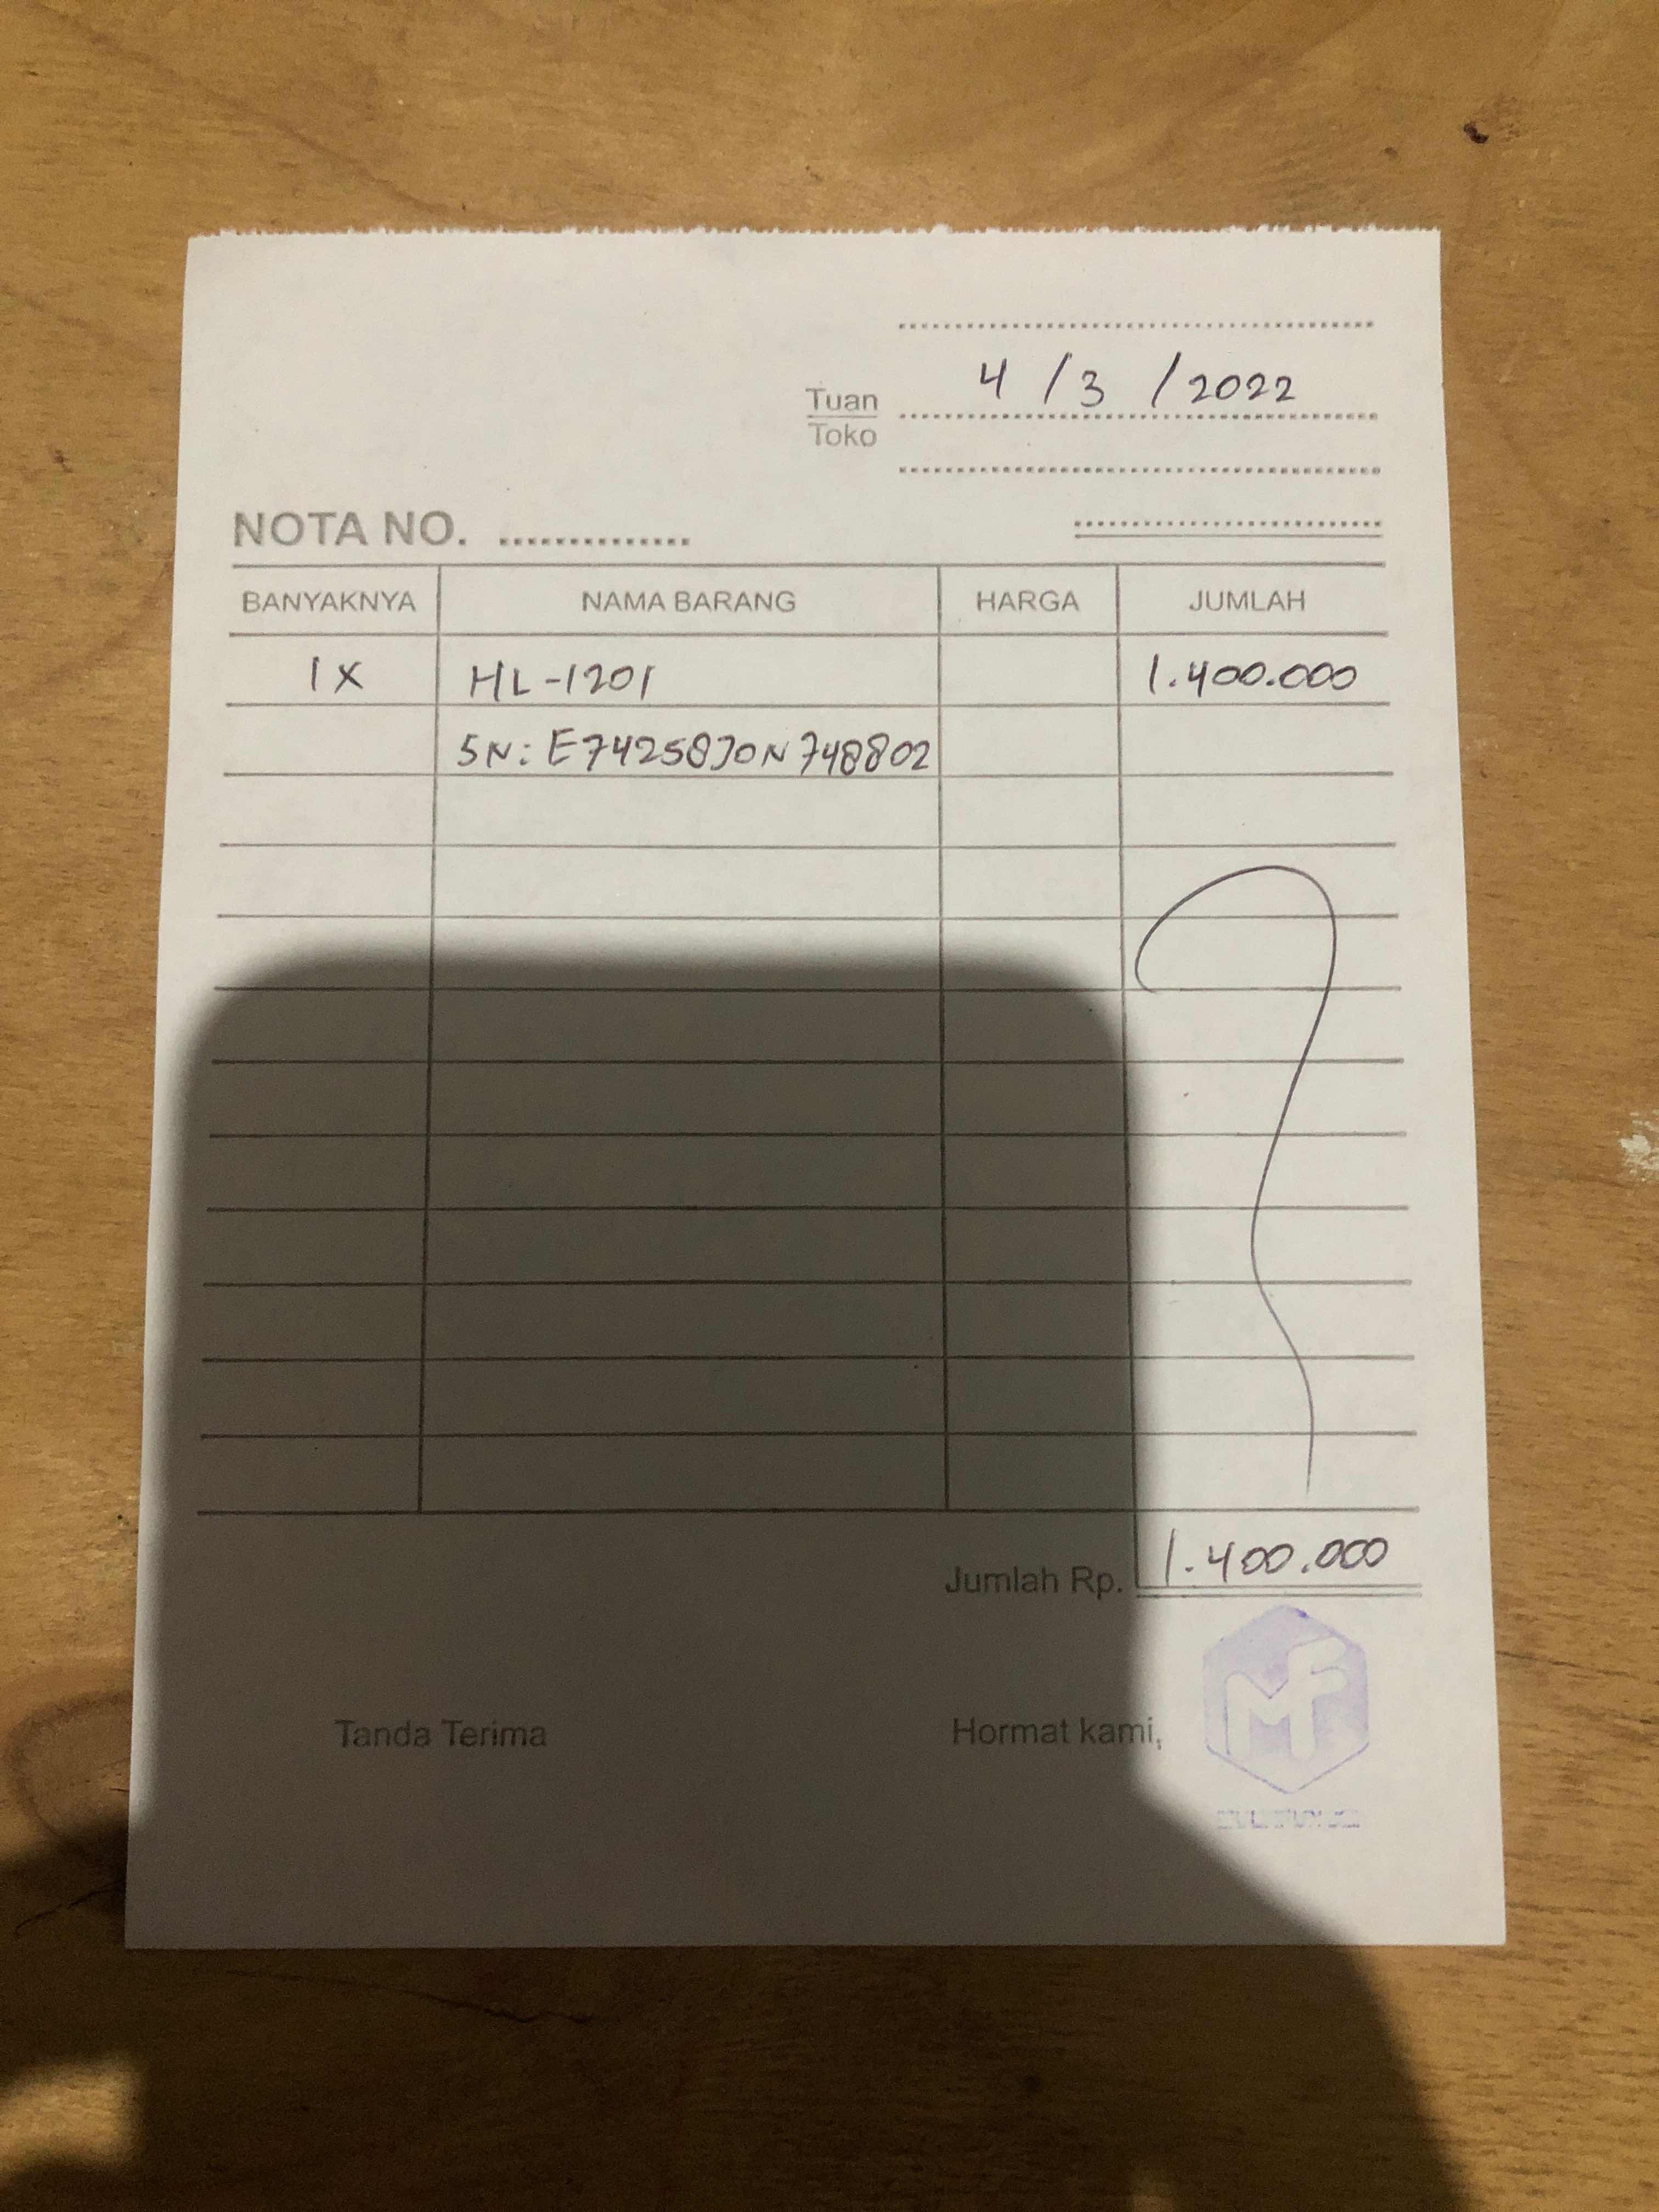 4 / 3 / 2022
Tuan
Toko
NOTA NO. ..............
BANYAKNYA NAMA BARANG HARGA JUMLAH
1 X HL-1201 1.400.000
SN: E74258J0N748802
Jumlah Rp. 1.400.000
Tanda Terima Hormat kami,
MF